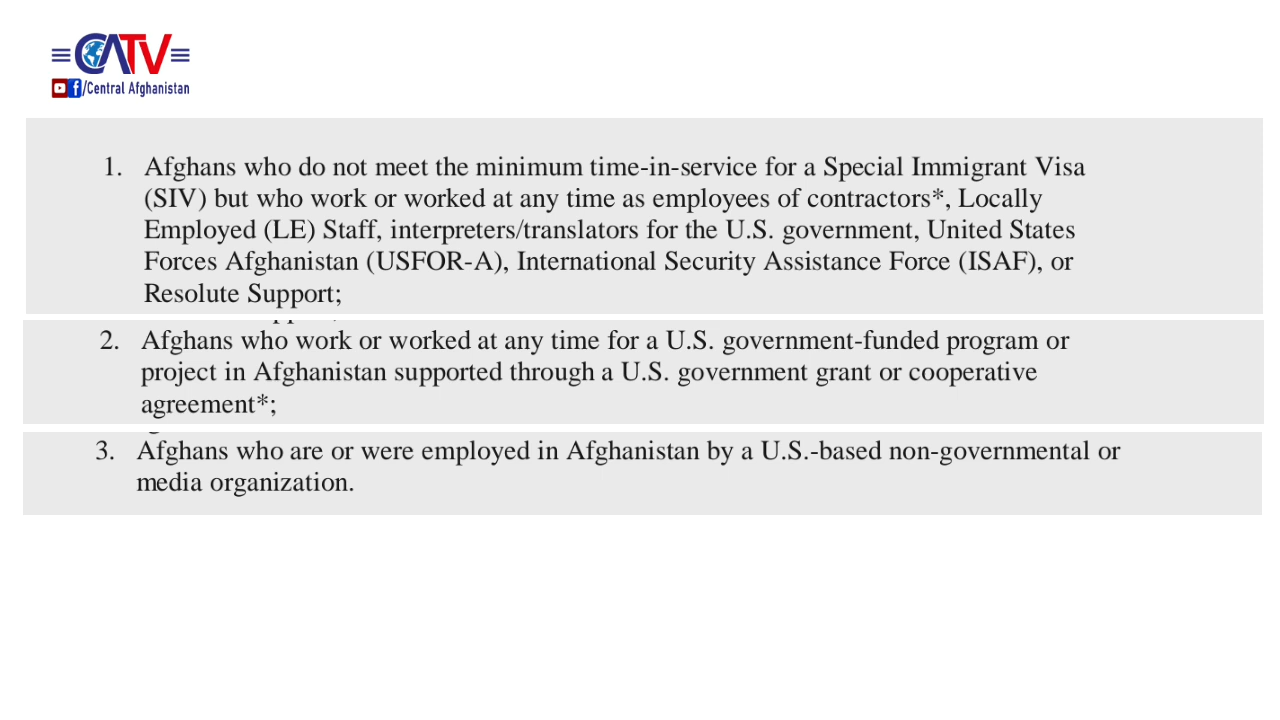 CATV
/Central Afghanistan
1. Afghans who do not meet the minimum time-in-service for a Special Immigrant Visa
(SIV) but who work or worked at any time as employees of contractors*, Locally
Employed (LE) Staff, interpreters/translators for the U.S. government, United States
Forces Afghanistan (USFOR-A), International Security Assistance Force (ISAF), or
Resolute Support;
2. Afghans who work or worked at any time for a U.S. government-funded program or
project in Afghanistan supported through a U.S. government grant or cooperative
agreement*;
3. Afghans who are or were employed in Afghanistan by a U.S.-based non-governmental or
media organization.